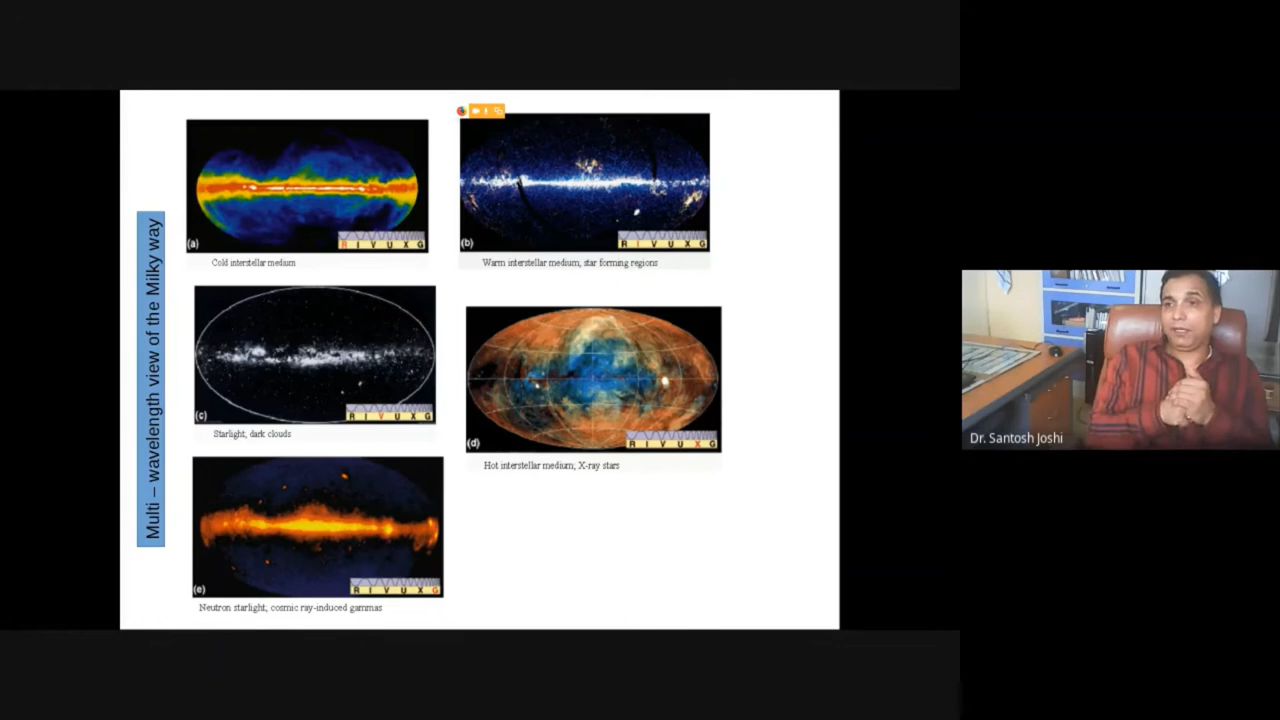 Multi – wavelength view of the Milky way
(a)
R I V U X G
Cold interstellar medium
(b)
R I V U X G
Warm interstellar medium, star forming regions
(c)
R I V U X G
Starlight, dark clouds
(d)
R I V U X G
Hot interstellar medium; X-ray stars
(e)
R I V U X G
Neutron starlight; cosmic ray-induced gammas
Dr. Santosh Joshi